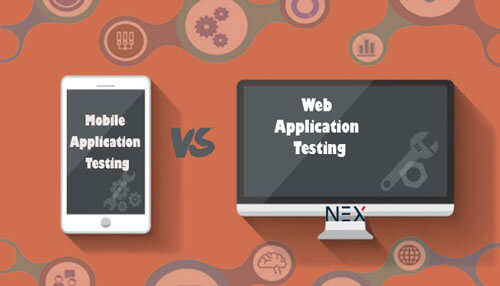 Mobile
Application
Testing
VS
Web
Application
Testing
NEX